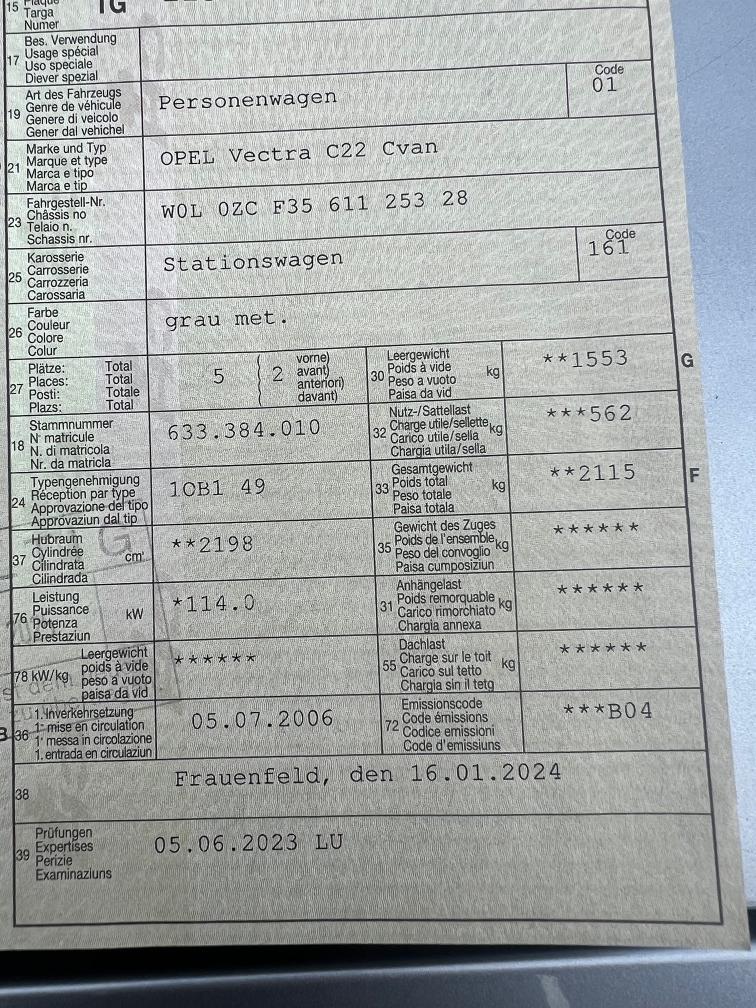 15 Plaque
Targa
Numer
TG
17 Bes. Verwendung
Usage spécial
Uso speciale
Diever spezial
19 Art des Fahrzeugs
Genre de véhicule
Genere di veicolo
Gener dal vehichel
Personenwagen
Code
01
21 Marke und Typ
Marque et type
Marca e tipo
Marca e tip
OPEL Vectra C22 Cvan
23 Fahrgestell-Nr.
Châssis no
Telaio n.
Schassis nr.
W0L 0ZC F35 611 253 28
25 Karosserie
Carrosserie
Carrozzeria
Carossaria
Stationswagen
Code
161
26 Farbe
Couleur
Colore
Colur
grau met.
27 Plätze: Total
Places: Total
Posti: Totale
Plazs: Total
5 ( 2 vorne)
avant)
anteriori)
davant)
30 Leergewicht
Poids à vide
Peso a vuoto
Paisa da vid
kg
**1553
G
18 Stammnummer
N° matricule
N. di matricola
Nr. da matricla
633.384.010
32 Nutz-/Sattellast
Charge utile/sellette
Carico utile/sella
Chargia utila/sella
kg
***562
24 Typengenehmigung
Réception par type
Approvazione del tipo
Approvaziun dal tip
1OB1 49
33 Gesamtgewicht
Poids total
Peso totale
Paisa totala
kg
**2115
F
37 Hubraum
Cylindrée
Cilindrata
Cilindrada
cm³
**2198
35 Gewicht des Zuges
Poids de l'ensemble
Peso del convoglio
Paisa cumposiziun
kg
******
76 Leistung
Puissance
Potenza
Prestaziun
kW
*114.0
31 Anhängelast
Poids remorquable
Carico rimorchiato
Chargia annexa
kg
******
78 kW/kg Leergewicht
poids à vide
peso a vuoto
paisa da vid
******
55 Dachlast
Charge sur le toit
Carico sul tetto
Chargia sin il tetg
kg
******
B 36 1. Inverkehrsetzung
1re mise en circulation
1a messa in circolazione
1. entrada en circulaziun
05.07.2006
72 Emissionscode
Code émissions
Codice emissioni
Code d'emissiuns
***B04
38 Frauenfeld, den 16.01.2024
39 Prüfungen
Expertises
Perizie
Examinaziuns
05.06.2023 LU